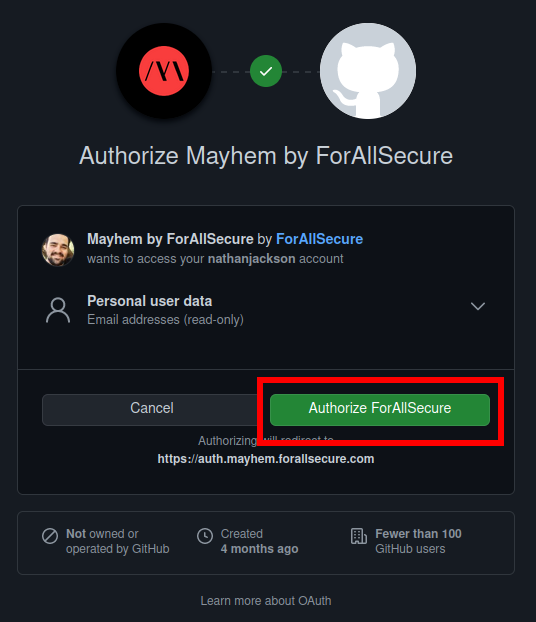 Authorize Mayhem by ForAllSecure
Mayhem by ForAllSecure by ForAllSecure
wants to access your nathanjackson account
Personal user data
Email addresses (read-only)
Cancel
Authorize ForAllSecure
Authorizing will redirect to
https://auth.mayhem.forallsecure.com
Not owned or
operated by GitHub
Created
4 months ago
Fewer than 100
GitHub users
Learn more about OAuth